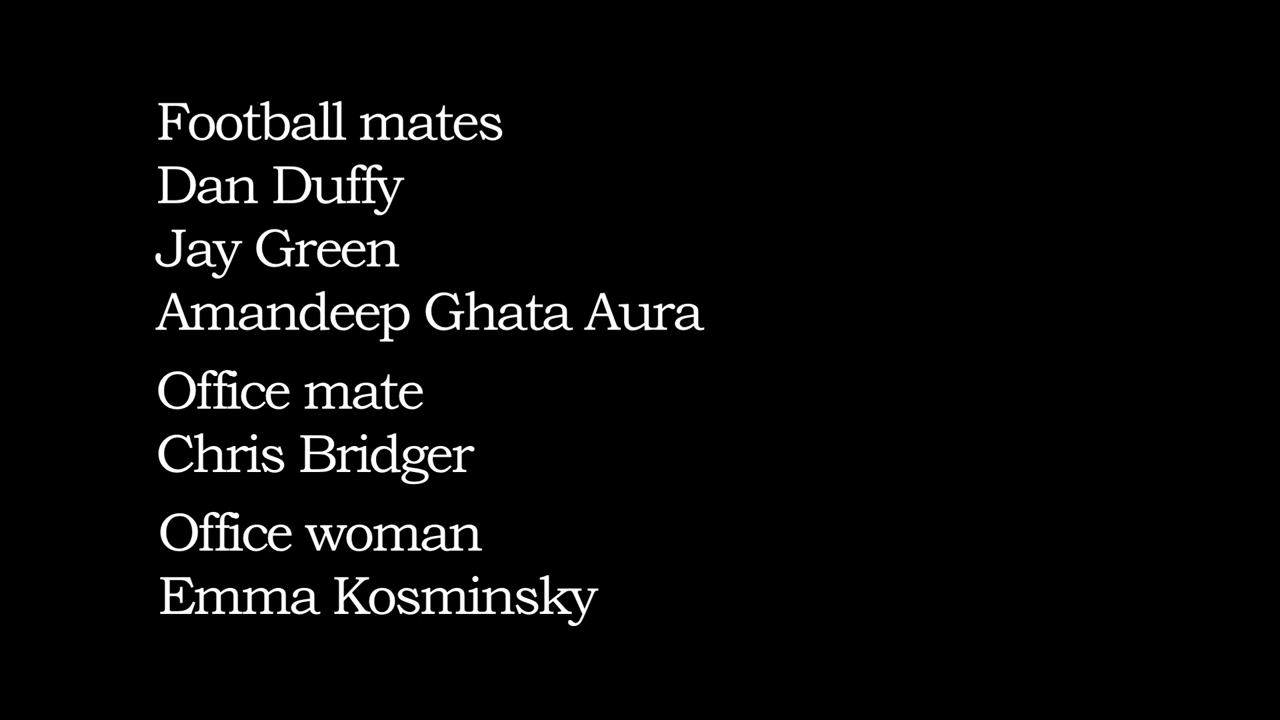 Football mates
Dan Duffy
Jay Green
Amandeep Ghata Aura
Office mate
Chris Bridger
Office woman
Emma Kosminsky